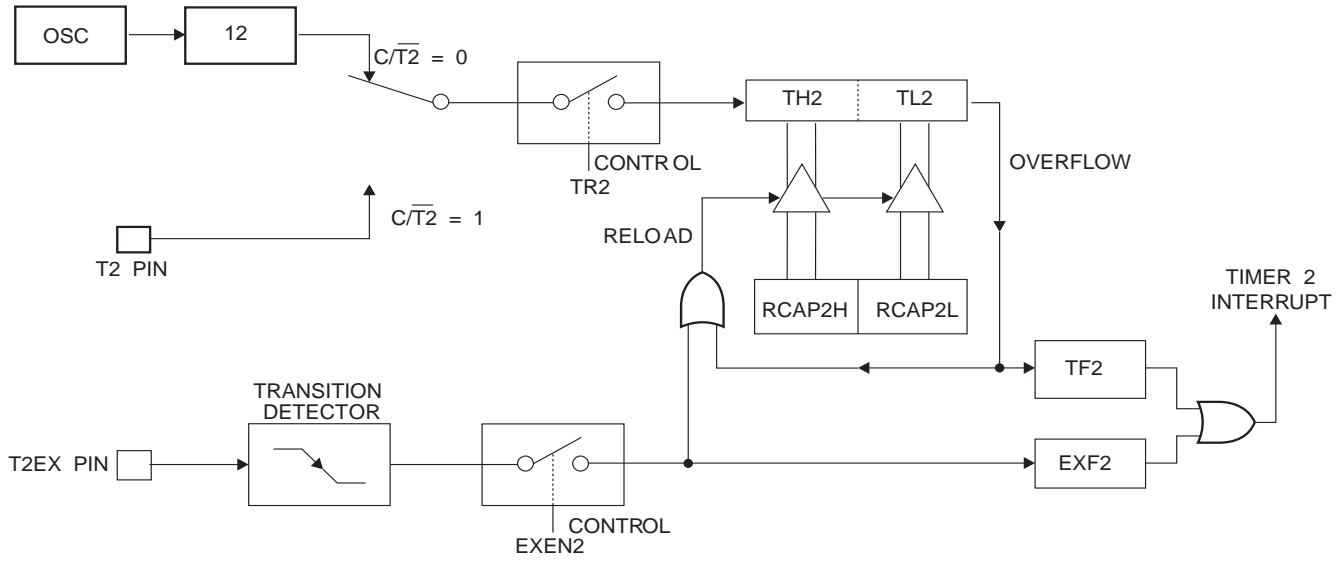 OSC
12
C/T2 = 0
TH2
TL2
CONTROL
TR2
OVERFLOW
C/T2 = 1
T2 PIN
RELOAD
RCAP2H
RCAP2L
TIMER 2
INTERRUPT
TF2
TRANSITION
DETECTOR
T2EX PIN
EXF2
CONTROL
EXEN2